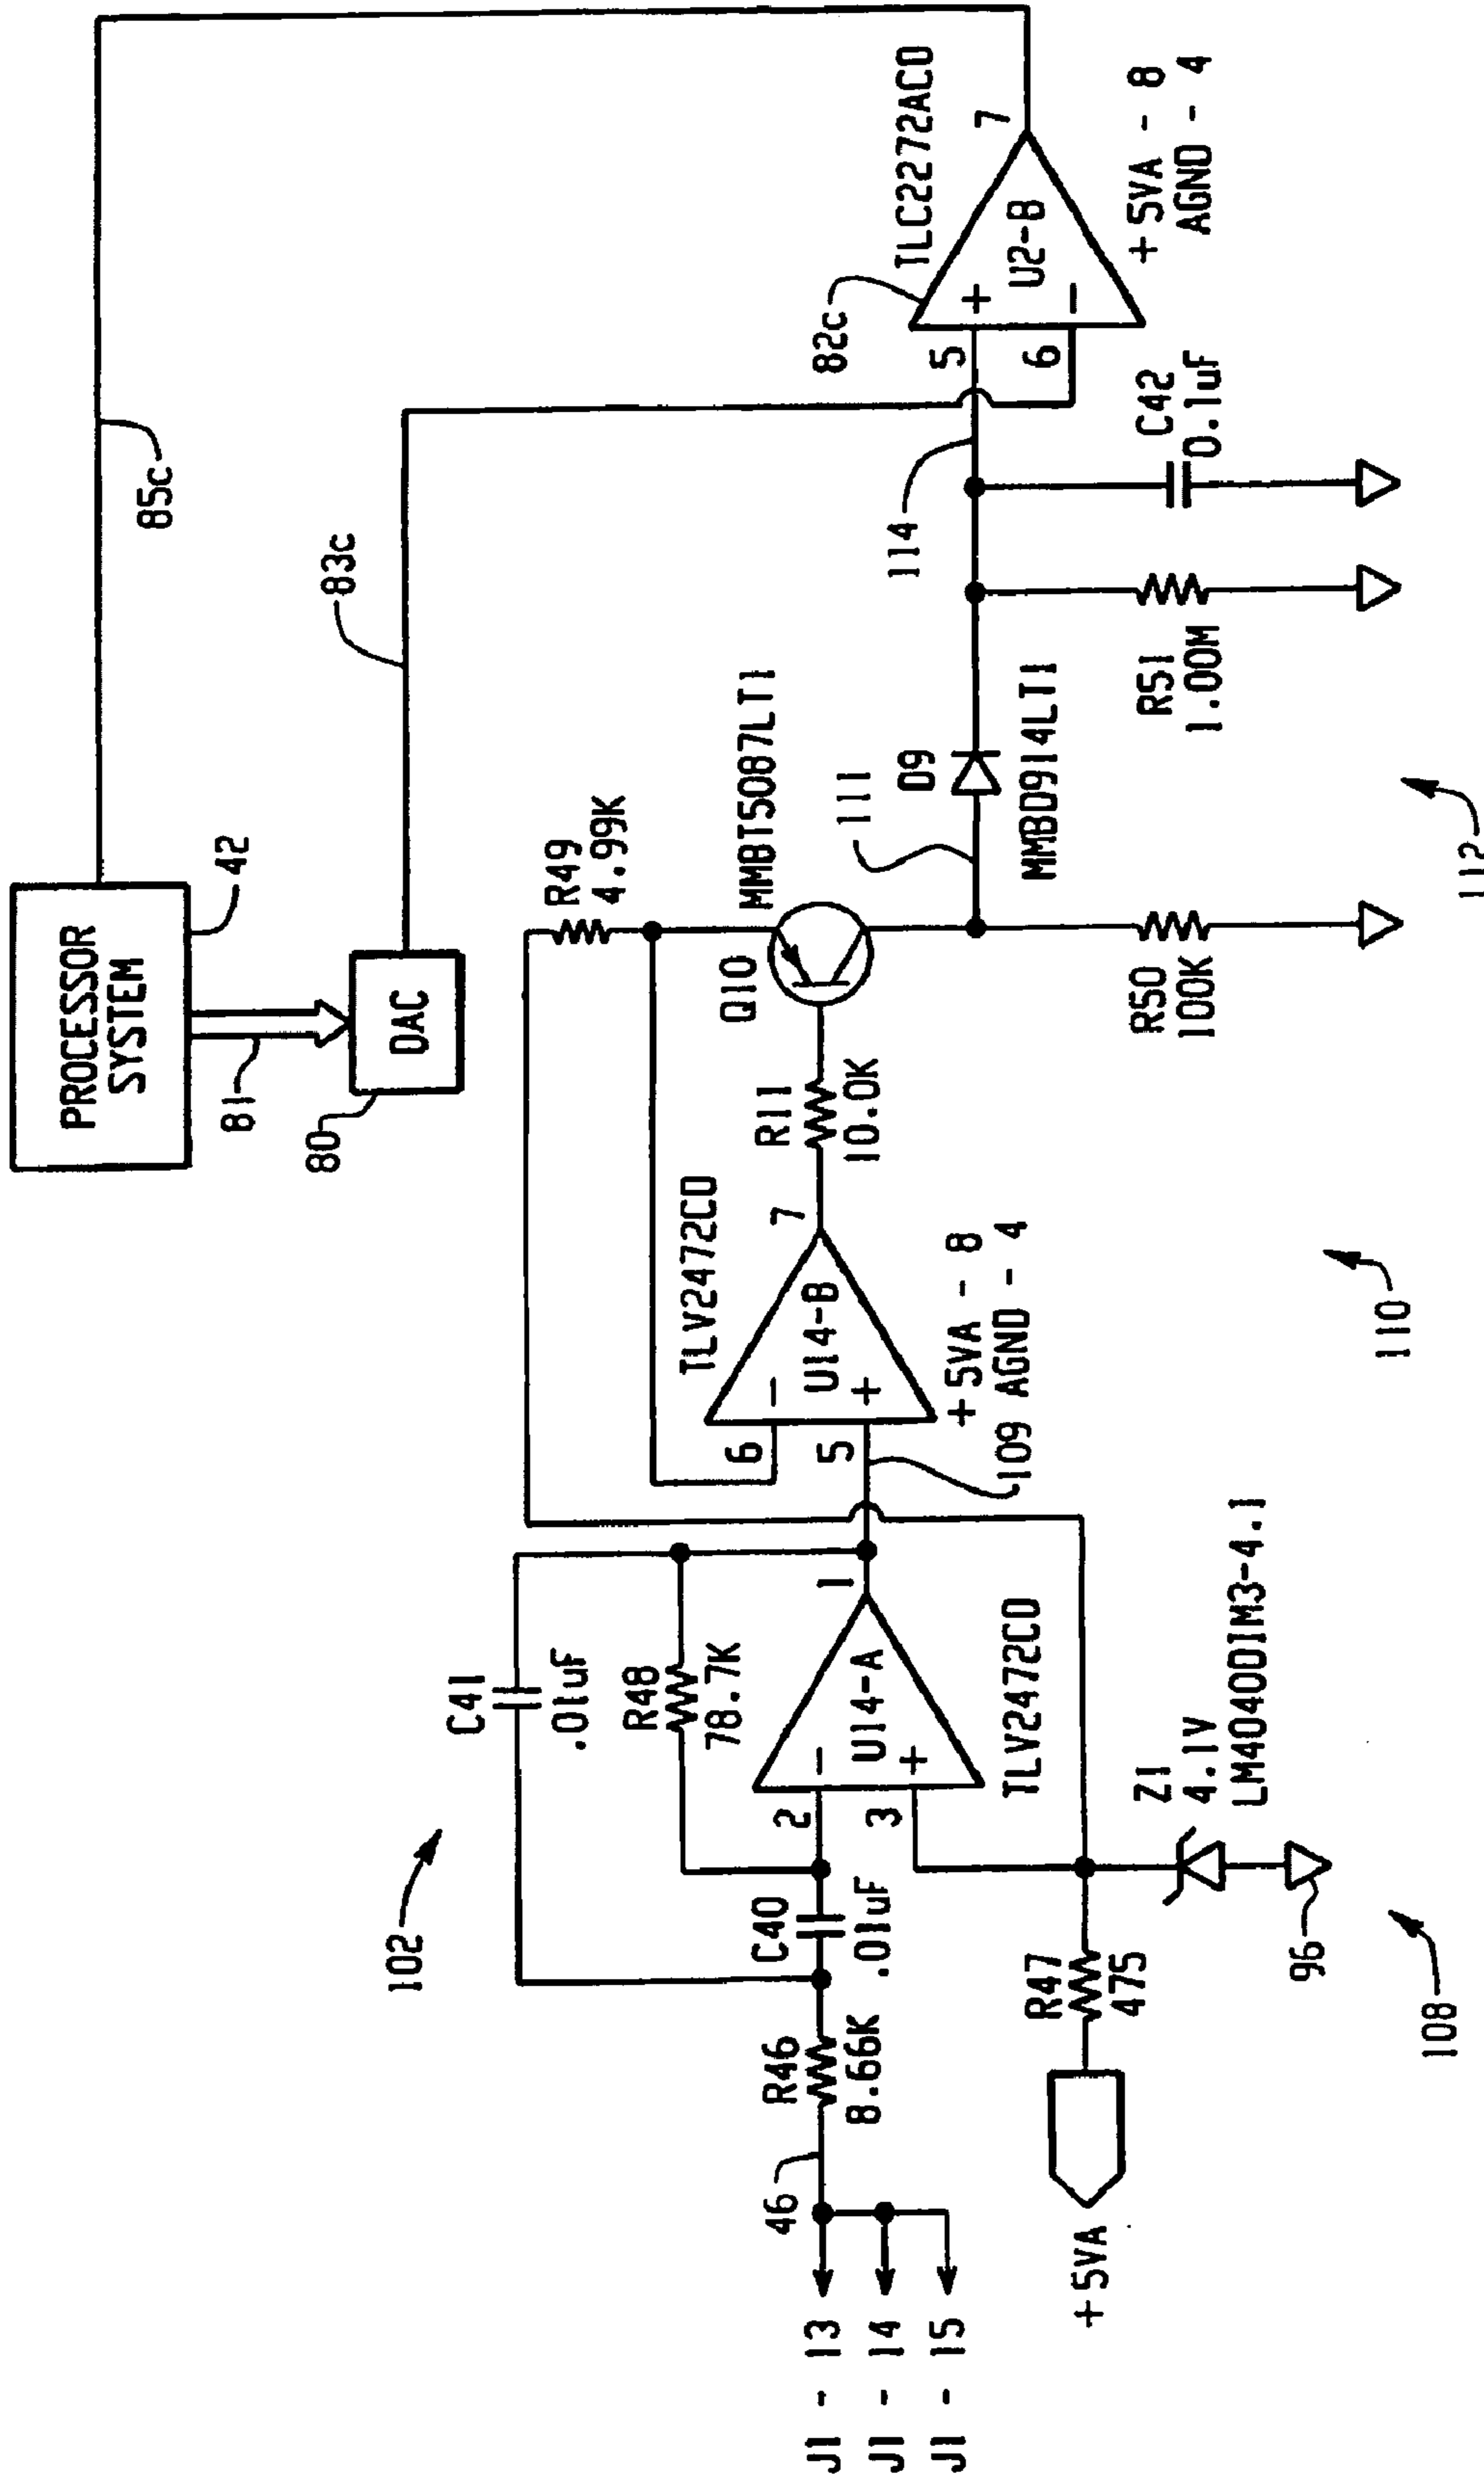 PROCESSOR
SYSTEM
42
81
80
DAC
83c
85c
102
C41
.01uF
R48
78.7K
J1 - 13
J1 - 14
J1 - 15
46
R46
8.66K
C40
.01uF
2
3
-
+
U14-A
1
TLV2472CD
+5VA
R47
475
Z1
4.1V
LM4040DIM3-4.1
96
108
109
6
5
-
+
U14-B
7
TLV2472CD
+5VA - 8
AGND - 4
110
R11
10.0K
Q10
MMBT5087LT1
R49
4.99K
111
D9
MMBD914LT1
R50
100K
R51
1.00M
C42
0.1uF
112
114
82c
5
6
+
-
U2-B
7
TLC2272ACD
+5VA - 8
AGND - 4